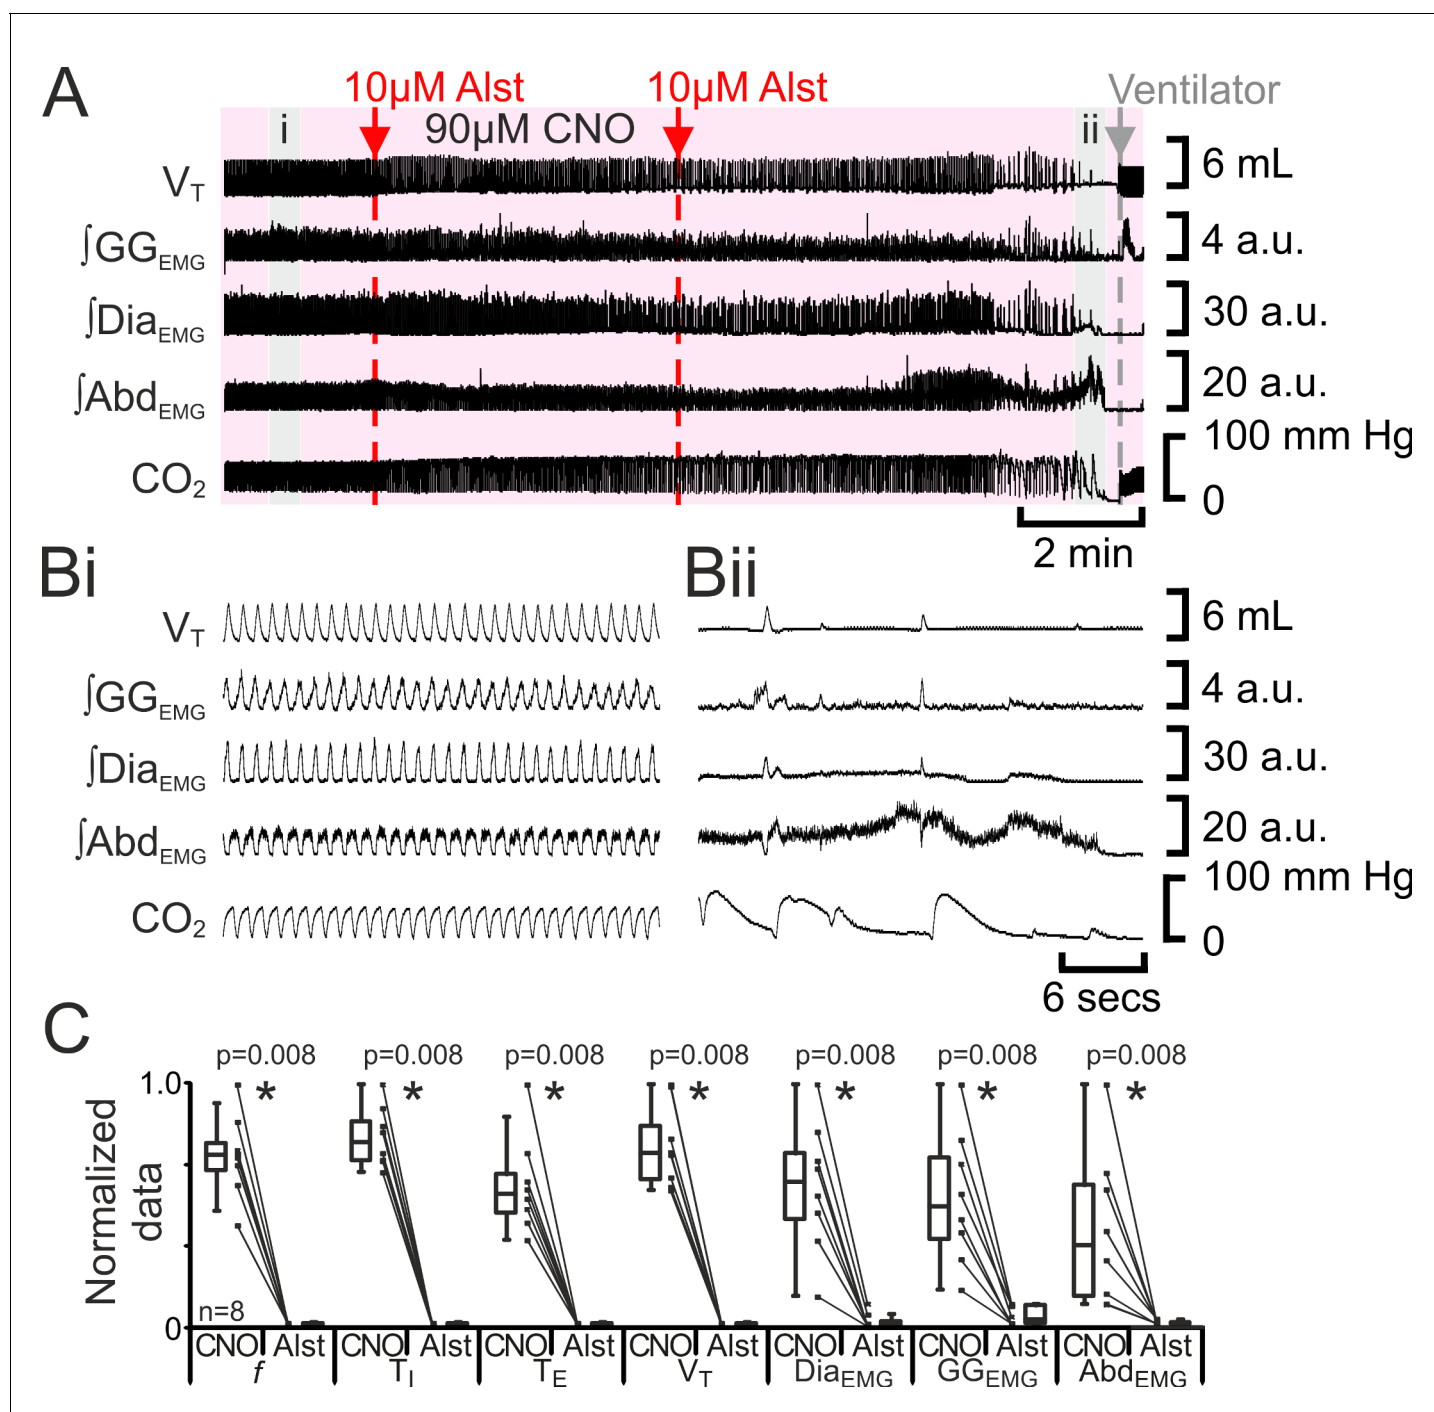 A
10µM Alst 10µM Alst Ventilator
i 90µM CNO ii
VT 6 mL
∫GGEMG 4 a.u.
∫DiaEMG 30 a.u.
∫AbdEMG 20 a.u.
CO2 100 mm Hg
0
2 min
Bi Bii
VT 6 mL
∫GGEMG 4 a.u.
∫DiaEMG 30 a.u.
∫AbdEMG 20 a.u.
CO2 100 mm Hg
0
6 secs
C
p=0.008 p=0.008 p=0.008 p=0.008 p=0.008 p=0.008 p=0.008
* * * * * * *
1.0
Normalized
data
n=8
0
CNO Alst CNO Alst CNO Alst CNO Alst CNO Alst CNO Alst CNO Alst
f TI TE VT DiaEMG GGEMG AbdEMG